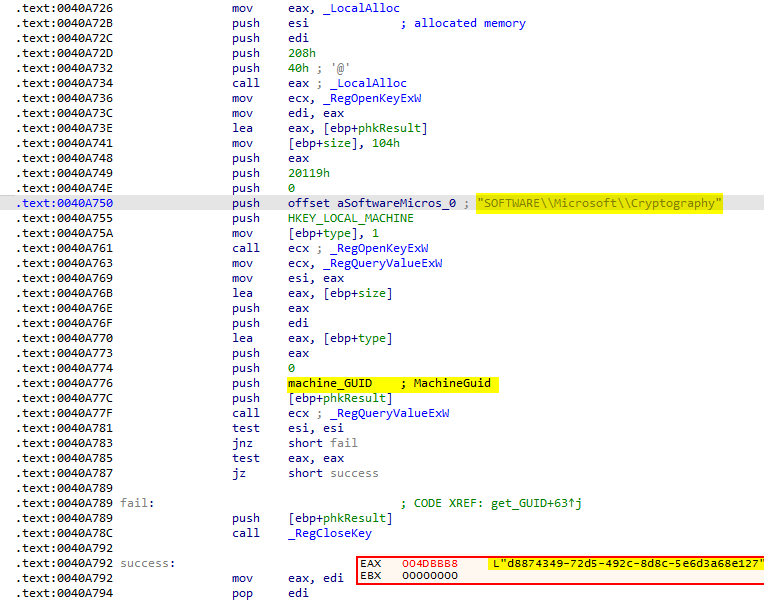 .text:0040A726 mov eax, _LocalAlloc
.text:0040A72B push esi ; allocated memory
.text:0040A72C push edi
.text:0040A72D push 208h
.text:0040A732 push 40h ; '@'
.text:0040A734 call eax ; _LocalAlloc
.text:0040A736 mov ecx, _RegOpenKeyExW
.text:0040A73C mov edi, eax
.text:0040A73E lea eax, [ebp+phkResult]
.text:0040A741 mov [ebp+size], 104h
.text:0040A748 push eax
.text:0040A749 push 20119h
.text:0040A74E push 0
.text:0040A750 push offset aSoftwareMicros_0 ; "SOFTWARE\\Microsoft\\Cryptography"
.text:0040A755 push HKEY_LOCAL_MACHINE
.text:0040A75A mov [ebp+type], 1
.text:0040A761 call ecx ; _RegOpenKeyExW
.text:0040A763 mov ecx, _RegQueryValueExW
.text:0040A769 mov esi, eax
.text:0040A76B lea eax, [ebp+size]
.text:0040A76E push eax
.text:0040A76F push edi
.text:0040A770 lea eax, [ebp+type]
.text:0040A773 push eax
.text:0040A774 push 0
.text:0040A776 push machine_GUID ; MachineGuid
.text:0040A77C push [ebp+phkResult]
.text:0040A77F call ecx ; _RegQueryValueExW
.text:0040A781 test esi, esi
.text:0040A783 jnz short fail
.text:0040A785 test eax, eax
.text:0040A787 jz short success
.text:0040A789
.text:0040A789 fail: ; CODE XREF: get_GUID+63↑j
.text:0040A789 push [ebp+phkResult]
.text:0040A78C call _RegCloseKey
.text:0040A792
.text:0040A792 success:
EAX 004DBBB8 L"d8874349-72d5-492c-8d8c-5e6d3a68e127"
EBX 00000000
.text:0040A792 mov eax, edi
.text:0040A794 pop edi